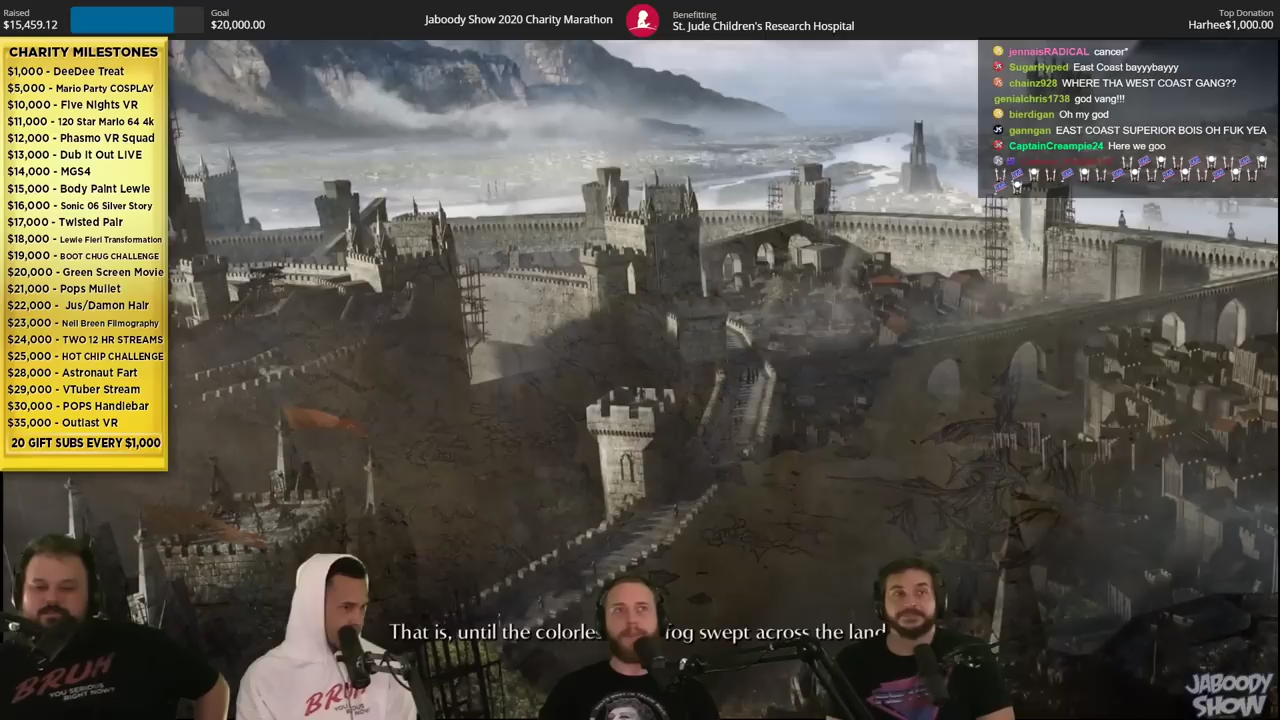 Raised
$15,459.12
Goal
$20,000.00
Jaboody Show 2020 Charity Marathon
Benefitting
St. Jude Children's Research Hospital
Top Donation
Harhee$1,000.00
CHARITY MILESTONES
$1,000 - DeeDee Treat
$5,000 - Mario Party COSPLAY
$10,000 - Five Nights VR
$11,000 - 120 Star Mario 64 4k
$12,000 - Phasmo VR Squad
$13,000 - Dub It Out LIVE
$14,000 - MGS4
$15,000 - Body Paint Lewie
$16,000 - Sonic 06 Silver Story
$17,000 - Twisted Pair
$18,000 - Lewie Fieri Transformation
$19,000 - BOOT CHUG CHALLENGE
$20,000 - Green Screen Movie
$21,000 - Pops Mullet
$22,000 - Jus/Damon Hair
$23,000 - Neil Breen Filmography
$24,000 - TWO 12 HR STREAMS
$25,000 - HOT CHIP CHALLENGE
$28,000 - Astronaut Fart
$29,000 - VTuber Stream
$30,000 - POPS Handlebar
$35,000 - Outlast VR
20 GIFT SUBS EVERY $1,000
jennaisRADICAL cancer*
SugarHyped East Coast bayyybayyy
chainz928 WHERE THA WEST COAST GANG??
genialchris1738 god vang!!!
bierdigan Oh my god
ganngan EAST COAST SUPERIOR BOIS OH FUK YEA
CaptainCreampie24 Here we goo
That is, until the colorles fog swept across the land
BRUH
YOU SERIOUS
RIGHT NOW?
BRUH
YOU
NOW?
JABOODY
SHOW